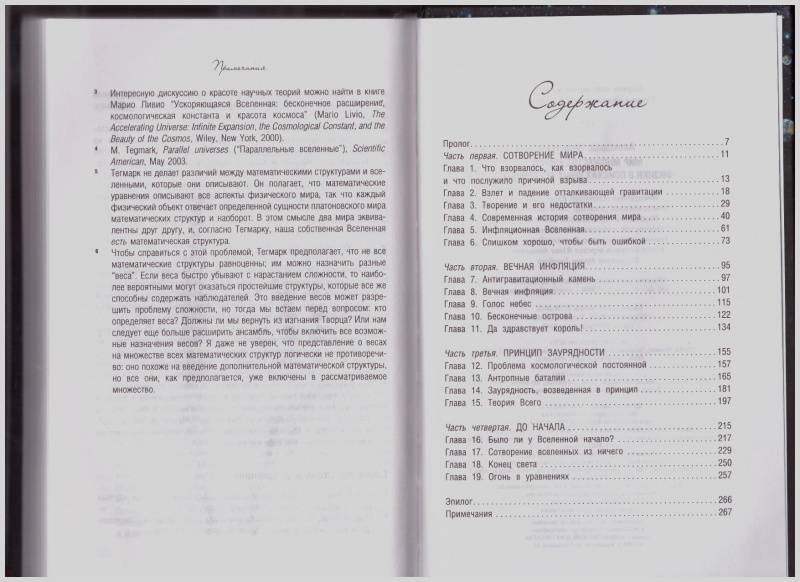 Примечания
3 Интересную дискуссию о красоте научных теорий можно найти в книге
Марио Ливио "Ускоряющаяся Вселенная: бесконечное расширение,
космологическая константа и красота космоса" (Mario Livio, The
Accelerating Universe: Infinite Expansion, the Cosmological Constant, and the
Beauty of the Cosmos, Wiley, New York, 2000).
4 M. Tegmark, Parallel universes ("Параллельные вселенные"), Scientific
American, May 2003.
5 Тегмарк не делает различий между математическими структурами и все-
ленными, которые они описывают. Он полагает, что математические
уравнения описывают все аспекты физического мира, так что каждый
физический объект отвечает определенной сущности платоновского мира
математических структур и наоборот. В этом смысле два мира эквива-
лентны друг другу, и, согласно Тегмарку, наша собственная Вселенная
есть математическая структура.
6 Чтобы справиться с этой проблемой, Тегмарк предполагает, что не все
математические структуры равноценны; им можно назначить разные
"веса". Если веса быстро убывают с нарастанием сложности, то наибо-
лее вероятными могут оказаться простейшие структуры, которые все же
способны содержать наблюдателей. Это введение весов может разре-
шить проблему сложности, но тогда мы встаем перед вопросом: кто
определяет веса? Должны ли мы вернуть из изгнания Творца? Или нам
следует еще больше расширить ансамбль, чтобы включить все возмож-
ные назначения весов? Я даже не уверен, что представление о весах
на множестве всех математических структур логически не противоречи-
во: оно похоже на введение дополнительной математической структуры,
но все они, как предполагается, уже включены в рассматриваемое
множество.
Содержание
Пролог. 7
Часть первая. СОТВОРЕНИЕ МИРА. 11
Глава 1. Что взорвалось, как взорвалось
и что послужило причиной взрыва 13
Глава 2. Взлет и падение отталкивающей гравитации 18
Глава 3. Творение и его недостатки 29
Глава 4. Современная история сотворения мира 40
Глава 5. Инфляционная Вселенная 61
Глава 6. Слишком хорошо, чтобы быть ошибкой 73
Часть вторая. ВЕЧНАЯ ИНФЛЯЦИЯ. 95
Глава 7. Антигравитационный камень 97
Глава 8. Вечная инфляция 101
Глава 9. Голос небес 115
Глава 10. Бесконечные острова 122
Глава 11. Да здравствует король! 134
Часть третья. ПРИНЦИП ЗАУРЯДНОСТИ 155
Глава 12. Проблема космологической постоянной 157
Глава 13. Антропные баталии 165
Глава 14. Заурядность, возведенная в принцип 181
Глава 15. Теория Всего 197
Часть четвертая. ДО НАЧАЛА 215
Глава 16. Было ли у Вселенной начало? 217
Глава 17. Сотворение вселенных из ничего 229
Глава 18. Конец света 250
Глава 19. Огонь в уравнениях 257
Эпилог. 266
Примечания 267